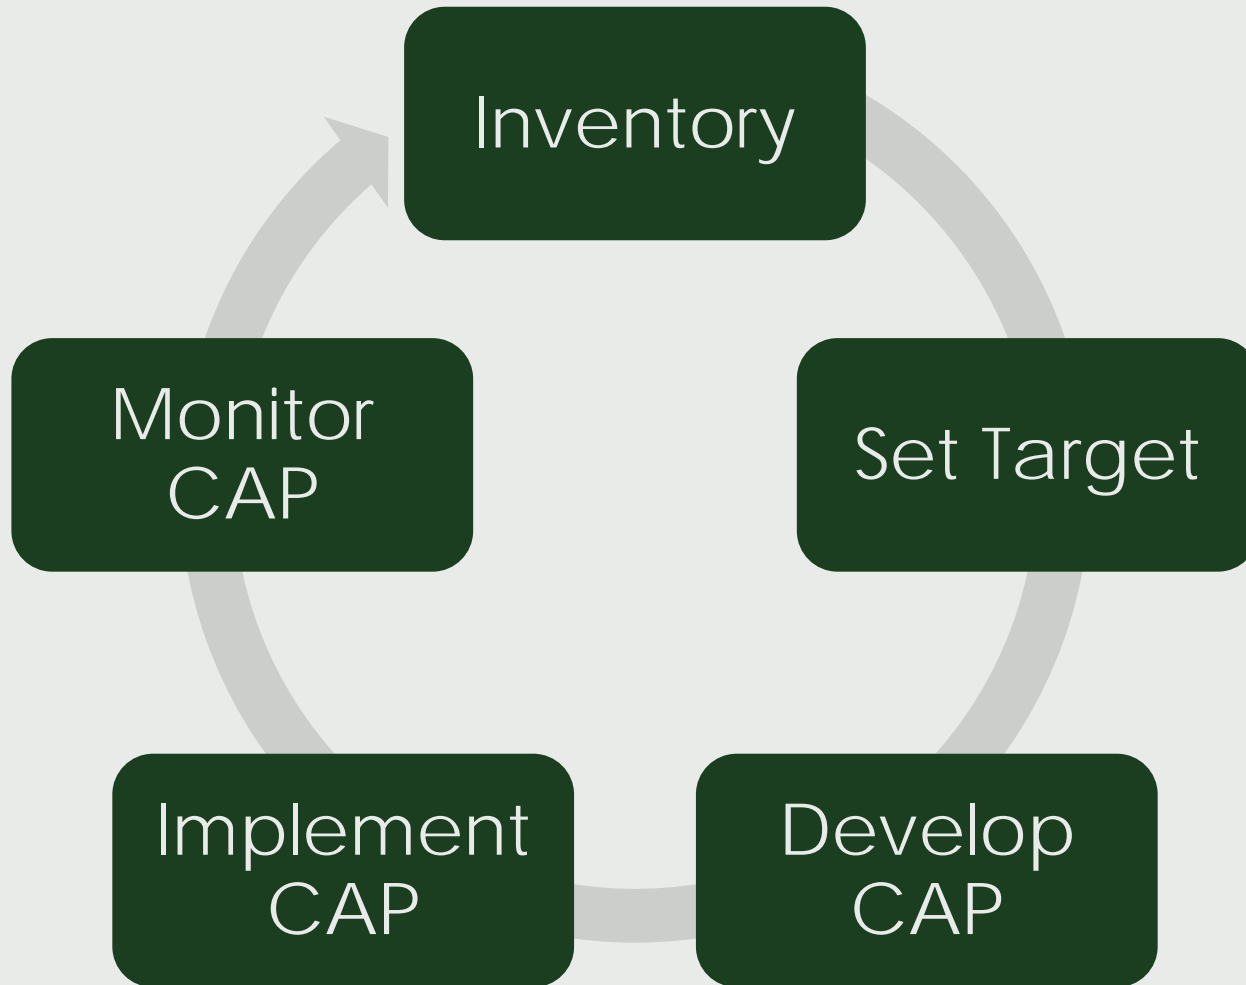 Inventory
Set Target
Develop
CAP
Implement
CAP
Monitor
CAP